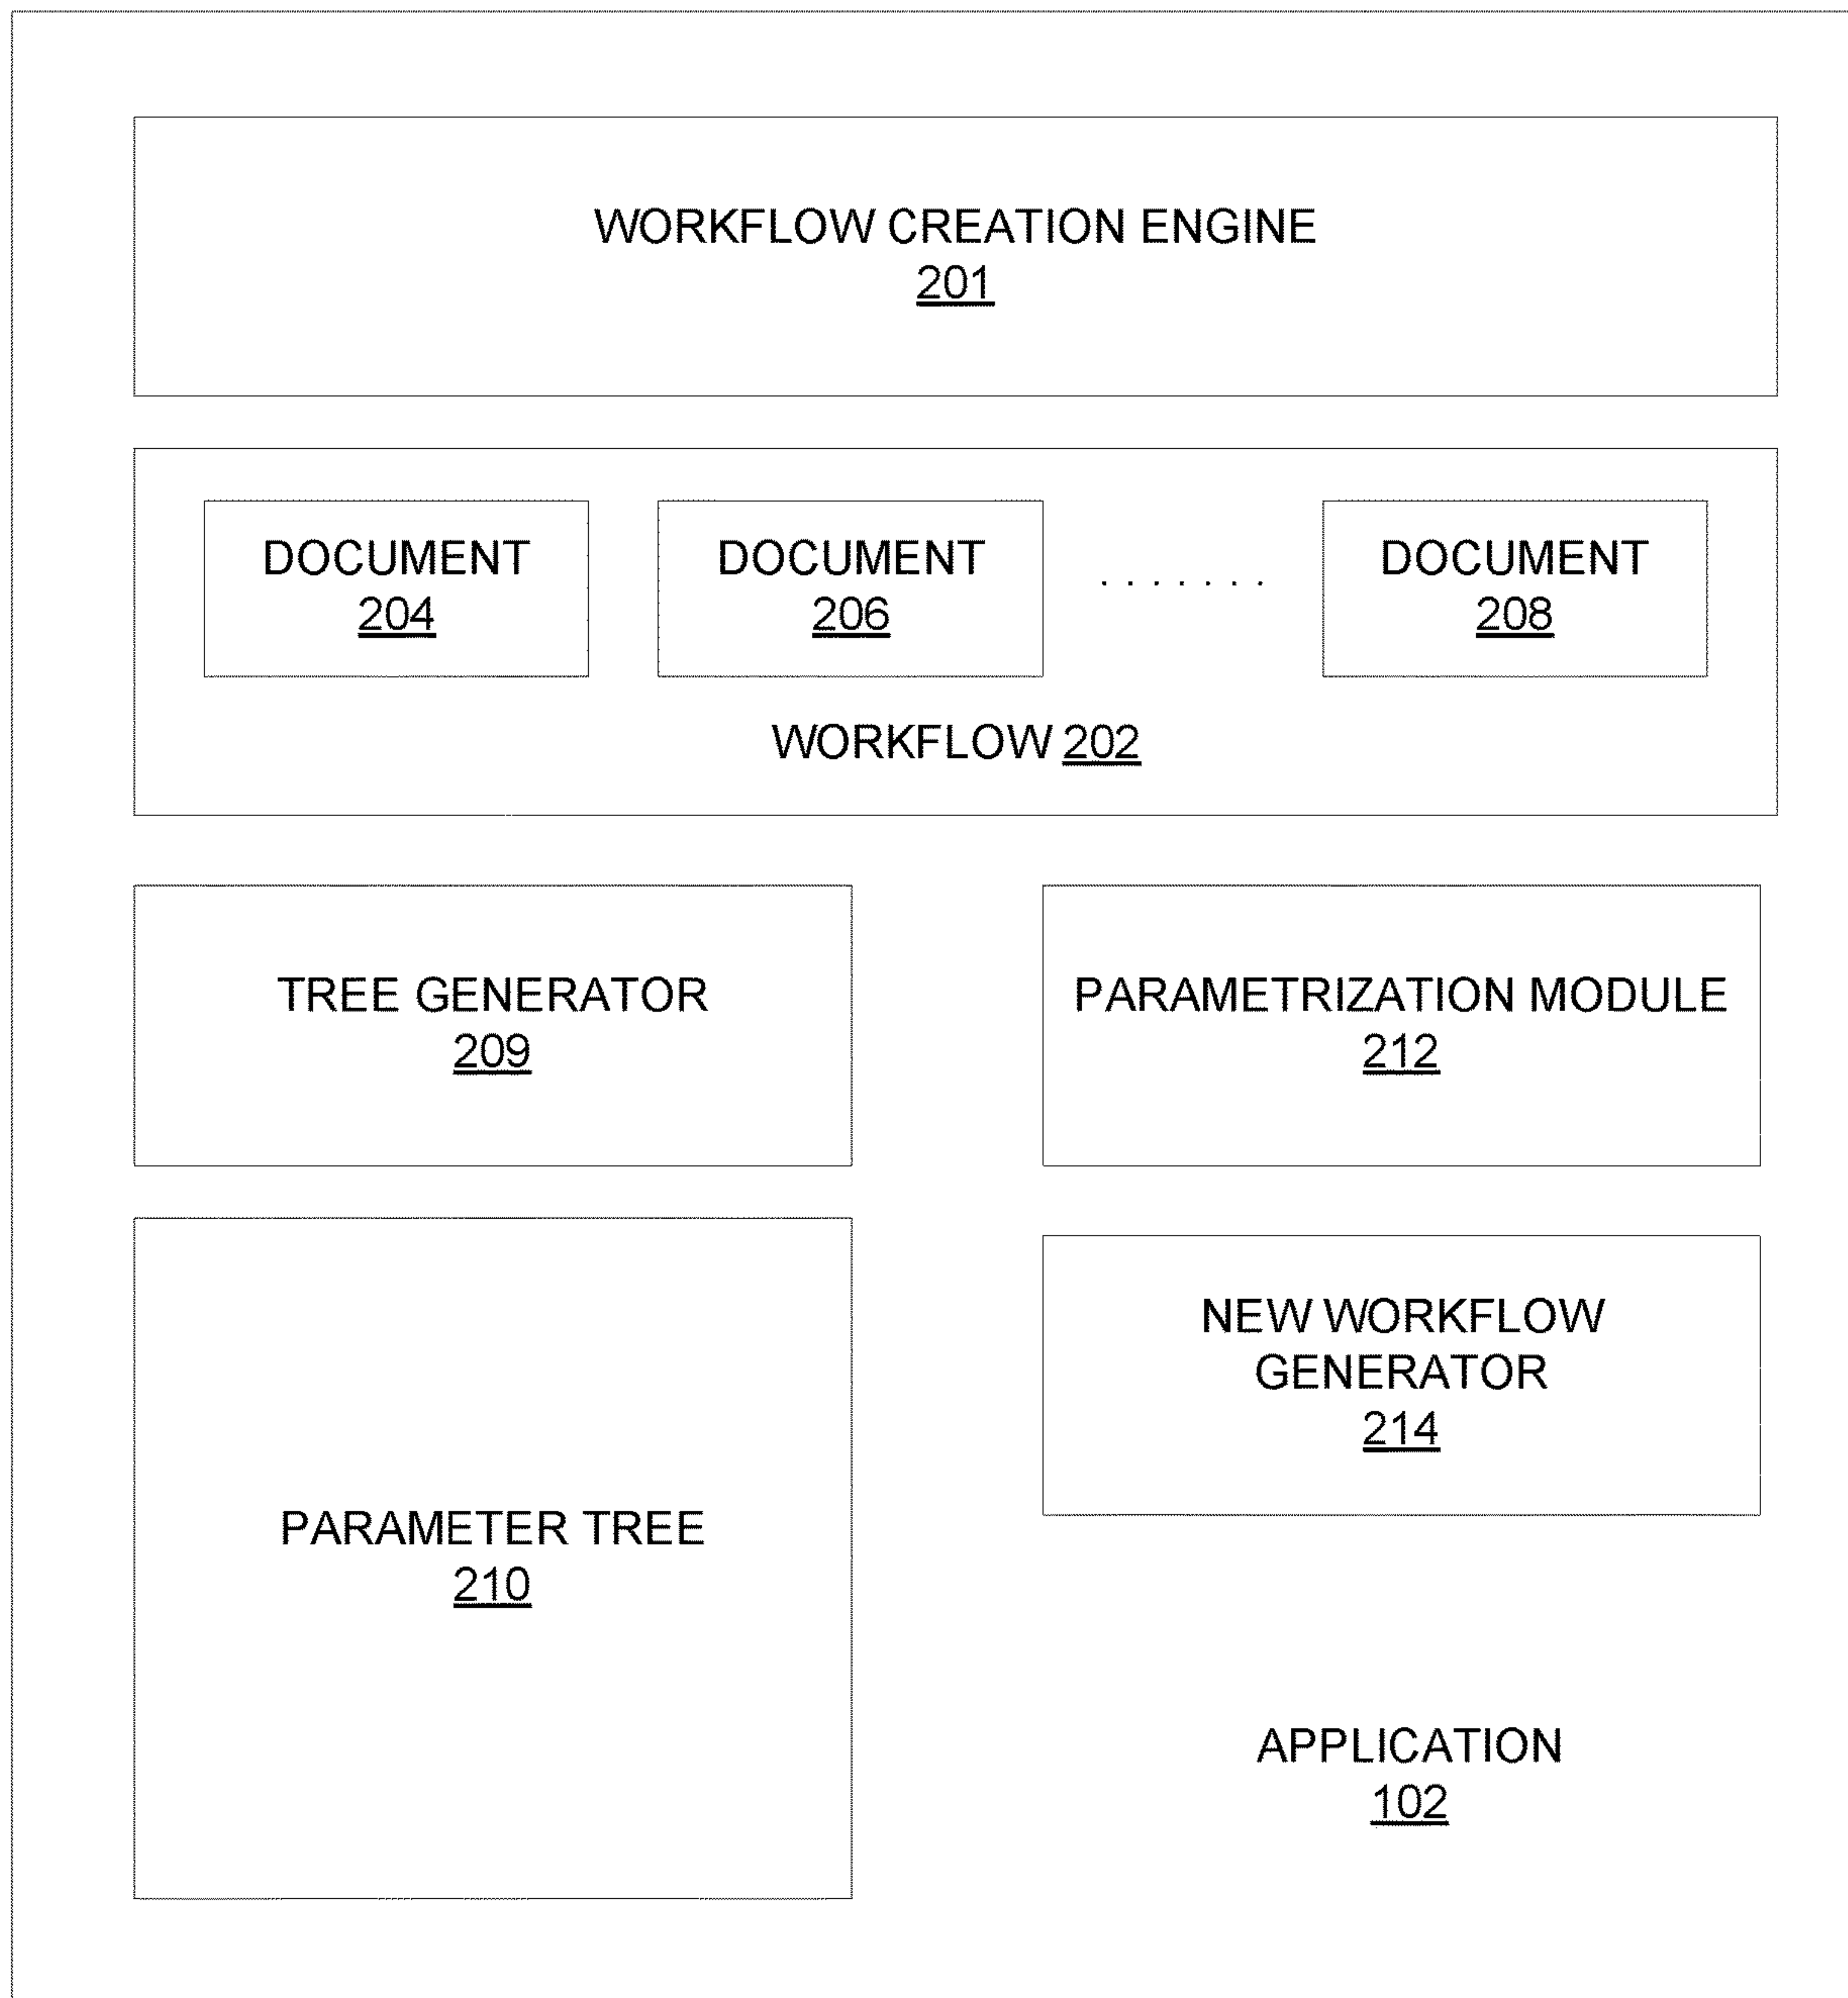 WORKFLOW CREATION ENGINE
201
DOCUMENT
204
DOCUMENT
206
. . . . . . .
DOCUMENT
208
WORKFLOW 202
TREE GENERATOR
209
PARAMETRIZATION MODULE
212
PARAMETER TREE
210
NEW WORKFLOW
GENERATOR
214
APPLICATION
102